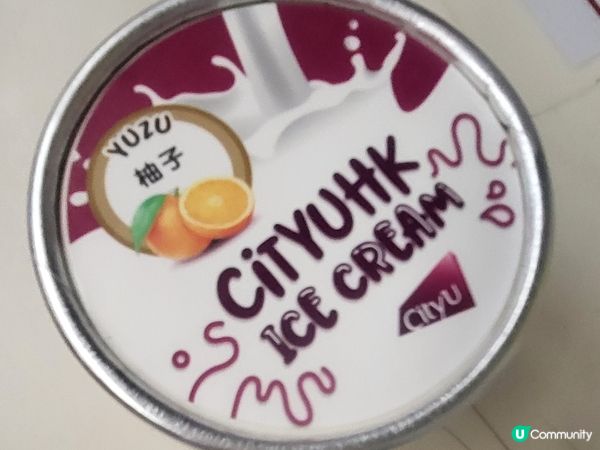 YUZU
柚子
CiTYUHK
ICE CREAM
CityU
U Community